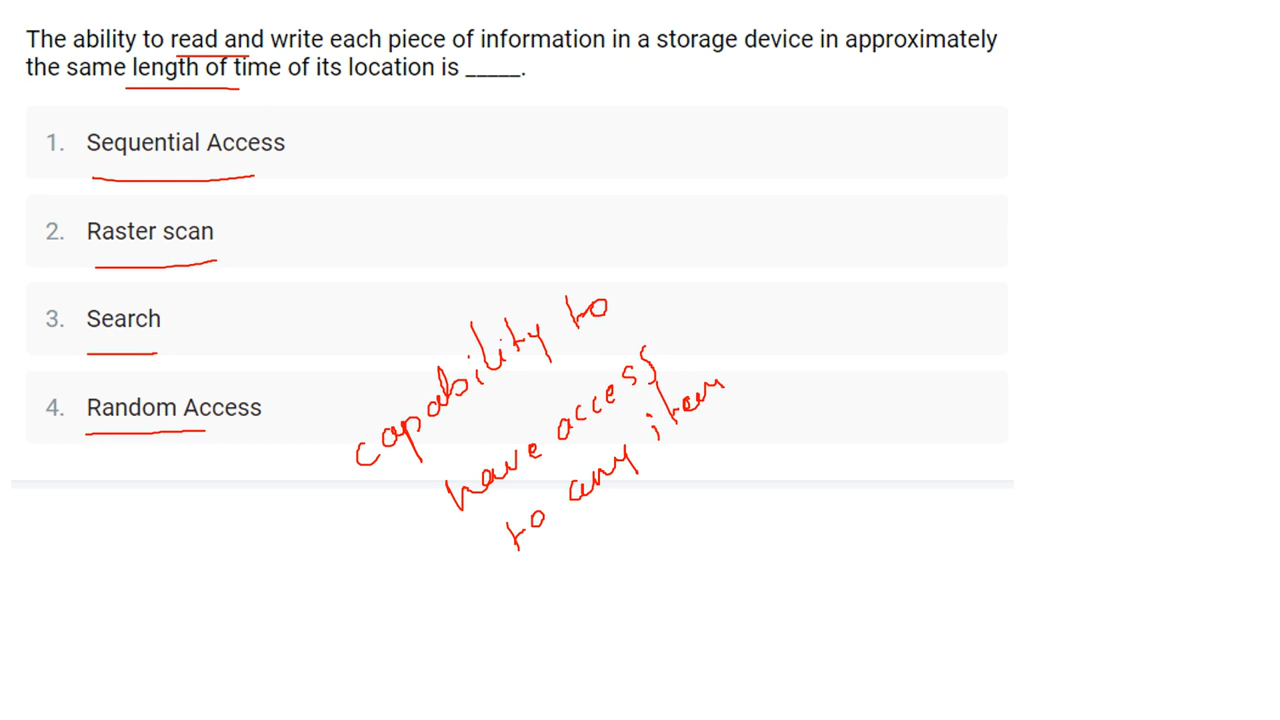 The ability to read and write each piece of information in a storage device in approximately
the same length of time of its location is _____.
1. Sequential Access
2. Raster scan
3. Search
4. Random Access
capability to
have access
to any item